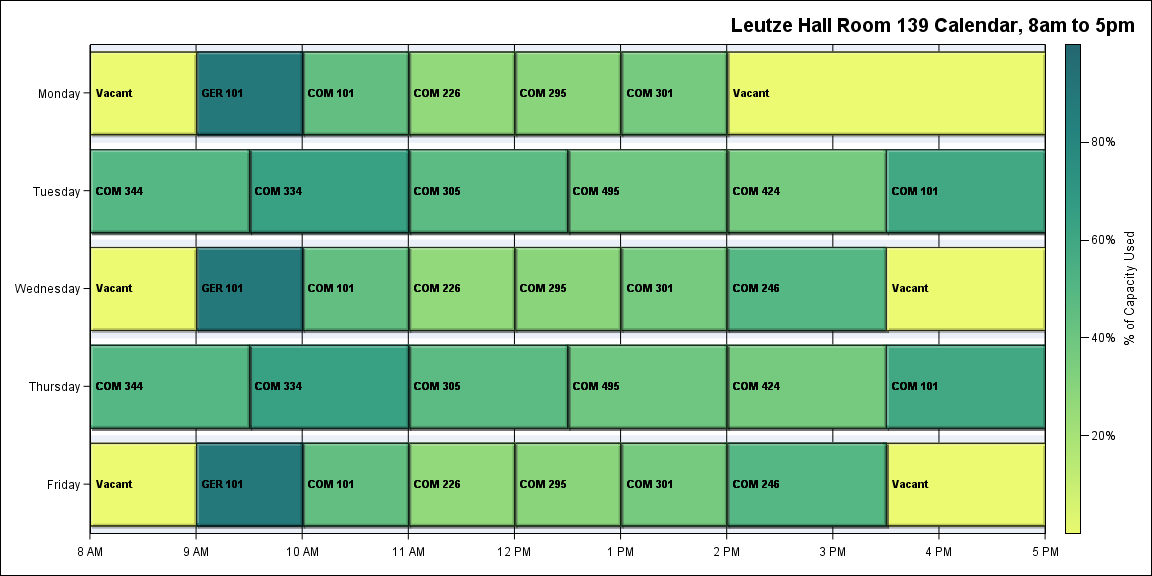 Leutze Hall Room 139 Calendar, 8am to 5pm
Monday
Vacant
GER 101
COM 101
COM 226
COM 295
COM 301
Vacant
Tuesday
COM 344
COM 334
COM 305
COM 495
COM 424
COM 101
Wednesday
Vacant
GER 101
COM 101
COM 226
COM 295
COM 301
COM 246
Vacant
Thursday
COM 344
COM 334
COM 305
COM 495
COM 424
COM 101
Friday
Vacant
GER 101
COM 101
COM 226
COM 295
COM 301
COM 246
Vacant
8 AM
9 AM
10 AM
11 AM
12 PM
1 PM
2 PM
3 PM
4 PM
5 PM
80%
60%
40%
20%
% of Capacity Used